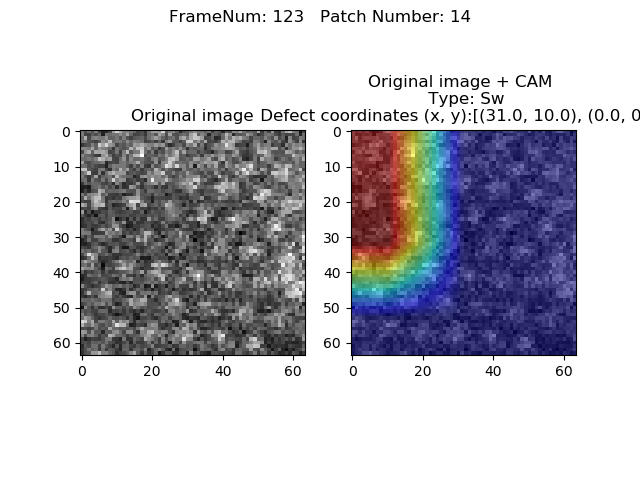 FrameNum: 123   Patch Number: 14
Original image + CAM
Type: Sw
Original image Defect coordinates (x, y):[(31.0, 10.0), (0.0, 0
0
10
20
30
40
50
60
0 20 40 60
0
10
20
30
40
50
60
0 20 40 60